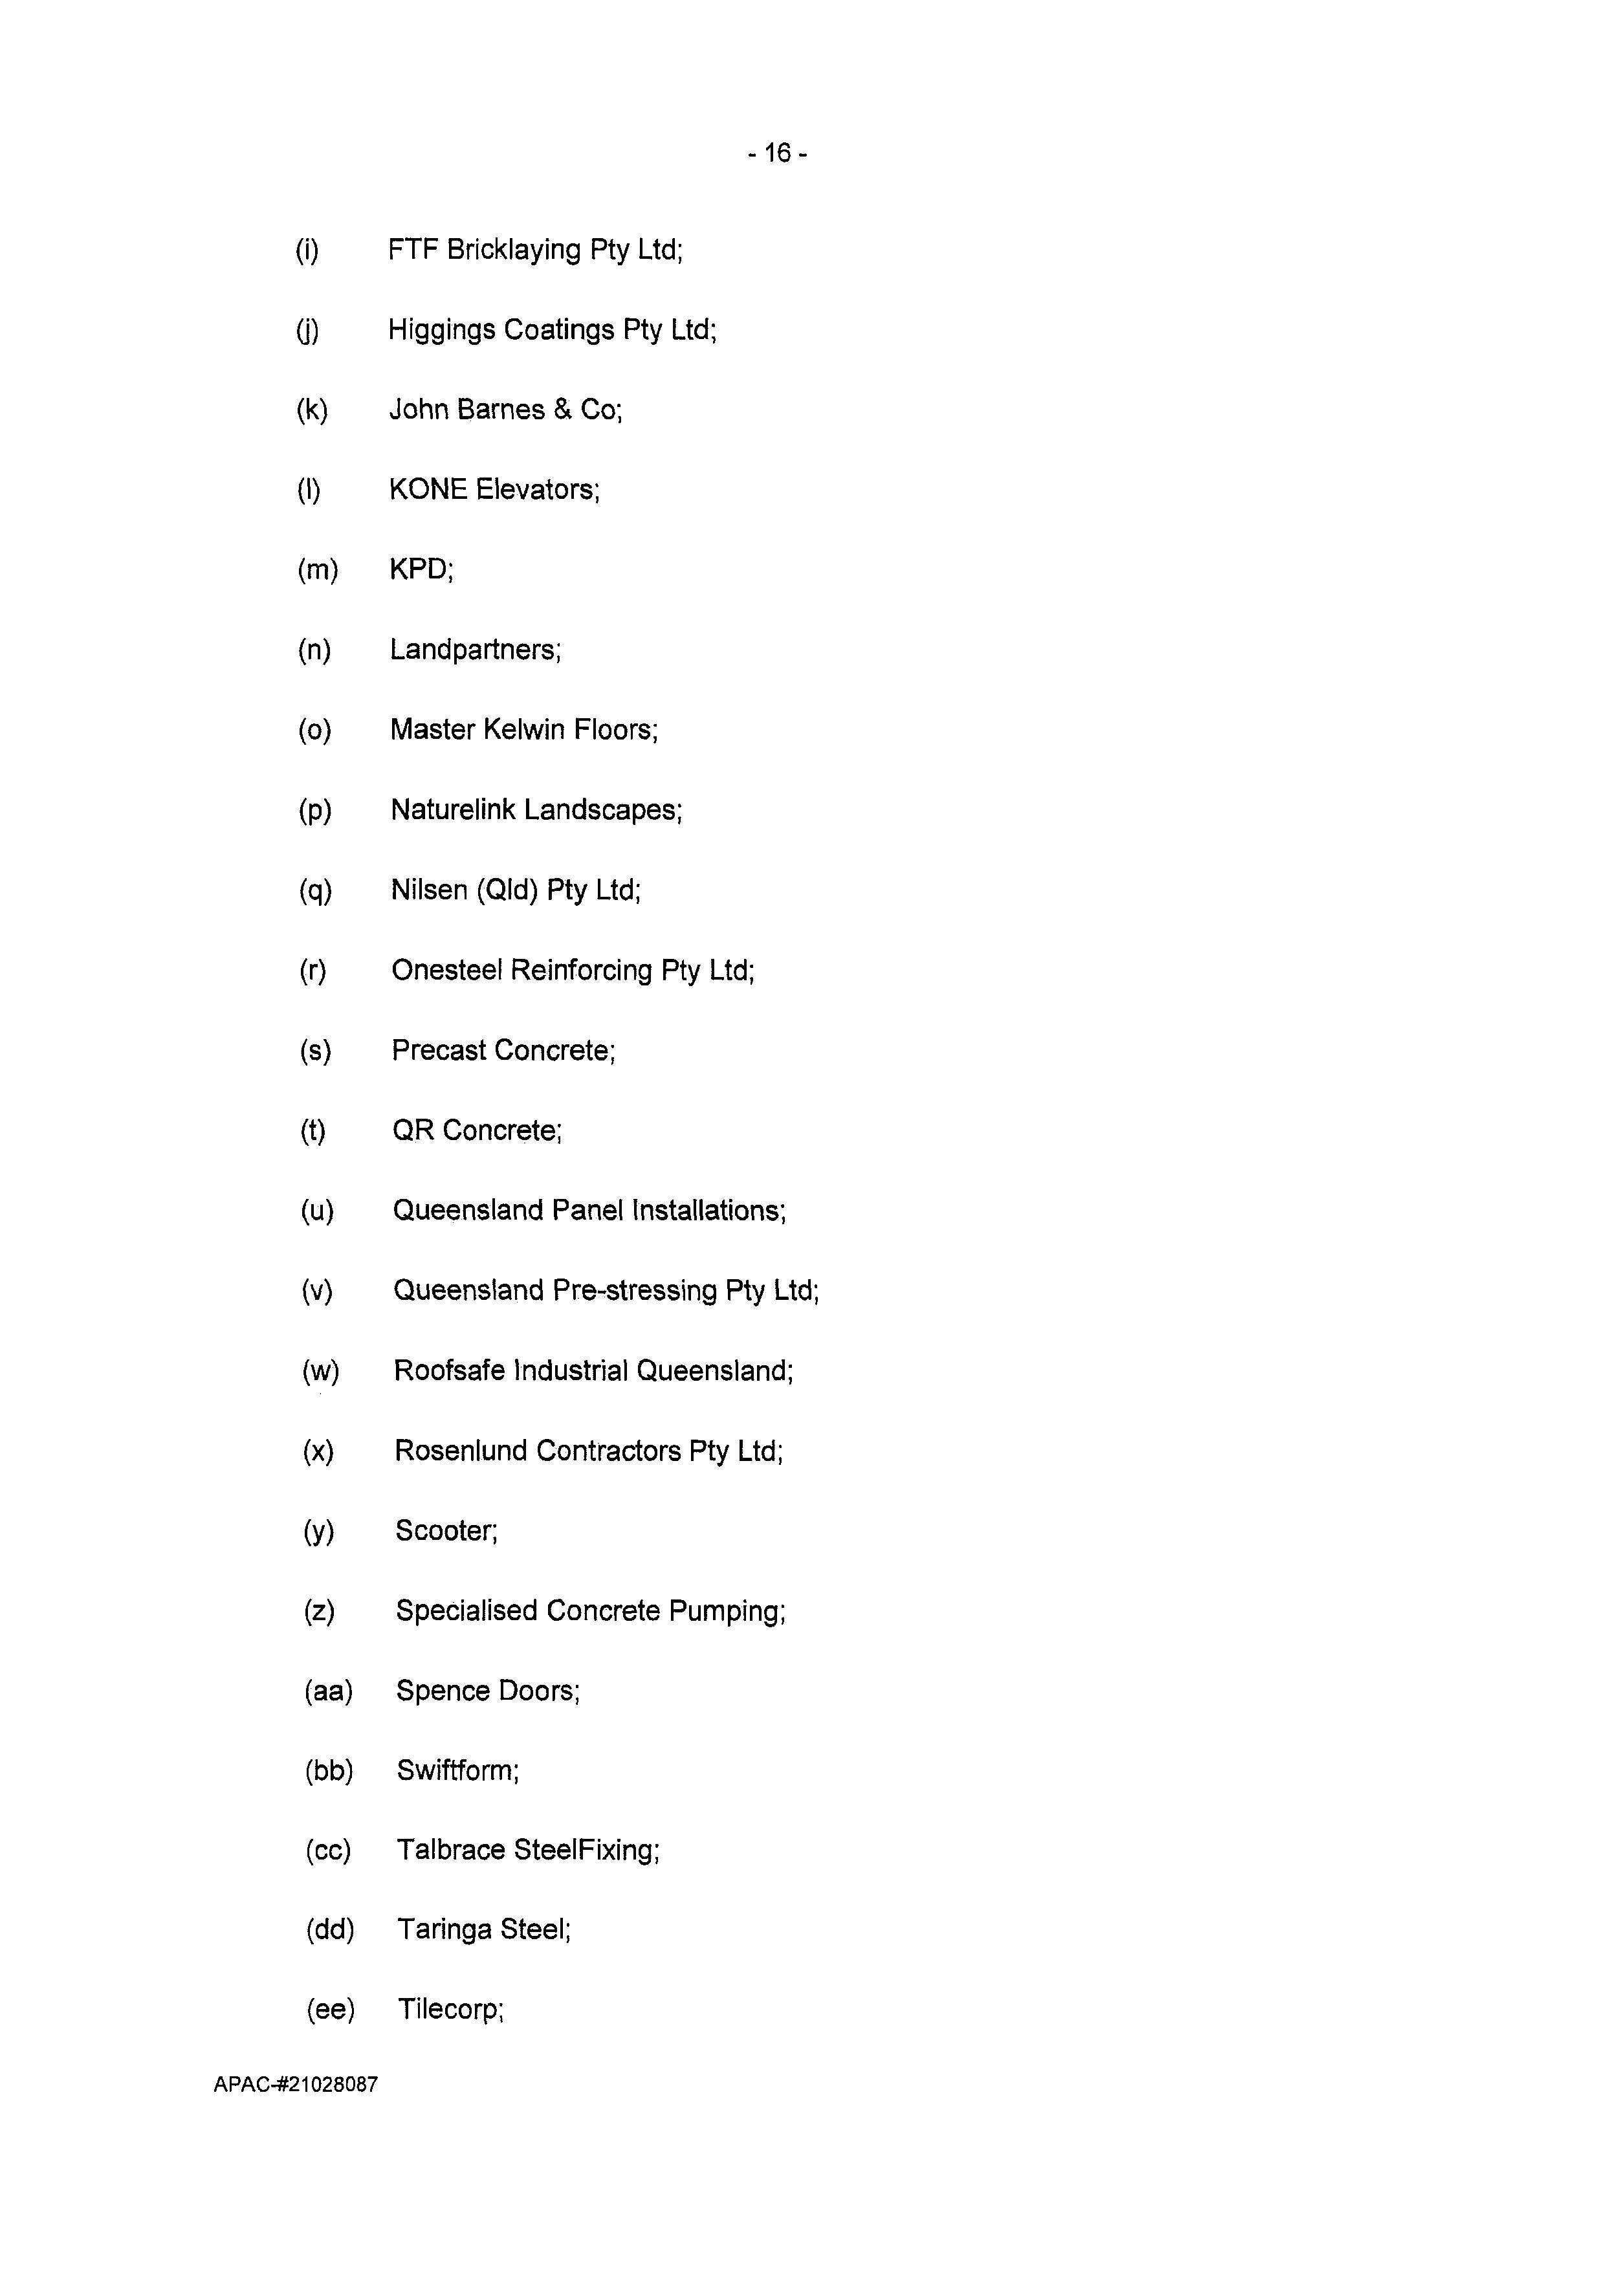 - 16 -
(i) FTF Bricklaying Pty Ltd;
(j) Higgings Coatings Pty Ltd;
(k) John Barnes & Co;
(l) KONE Elevators;
(m) KPD;
(n) Landpartners;
(o) Master Kelwin Floors;
(p) Naturelink Landscapes;
(q) Nilsen (Qld) Pty Ltd;
(r) Onesteel Reinforcing Pty Ltd;
(s) Precast Concrete;
(t) QR Concrete;
(u) Queensland Panel Installations;
(v) Queensland Pre-stressing Pty Ltd;
(w) Roofsafe Industrial Queensland;
(x) Rosenlund Contractors Pty Ltd;
(y) Scooter;
(z) Specialised Concrete Pumping;
(aa) Spence Doors;
(bb) Swiftform;
(cc) Talbrace SteelFixing;
(dd) Taringa Steel;
(ee) Tilecorp;
APAC-#21028087